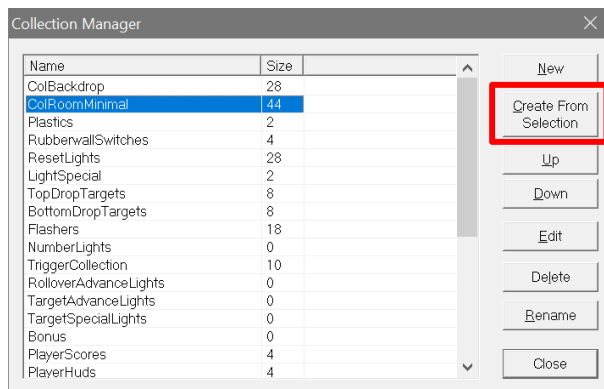 Collection Manager
Name Size
ColBackdrop 28
ColRoomMinimal 44
Plastics 2
RubberwallSwitches 4
ResetLights 28
LightSpecial 2
TopDropTargets 8
BottomDropTargets 8
Flashers 18
NumberLights 0
TriggerCollection 10
RolloverAdvanceLights 0
TargetAdvanceLights 0
TargetSpecialLights 0
Bonus 0
PlayerScores 4
PlayerHuds 4
New
Create From
Selection
Up
Down
Edit
Delete
Rename
Close